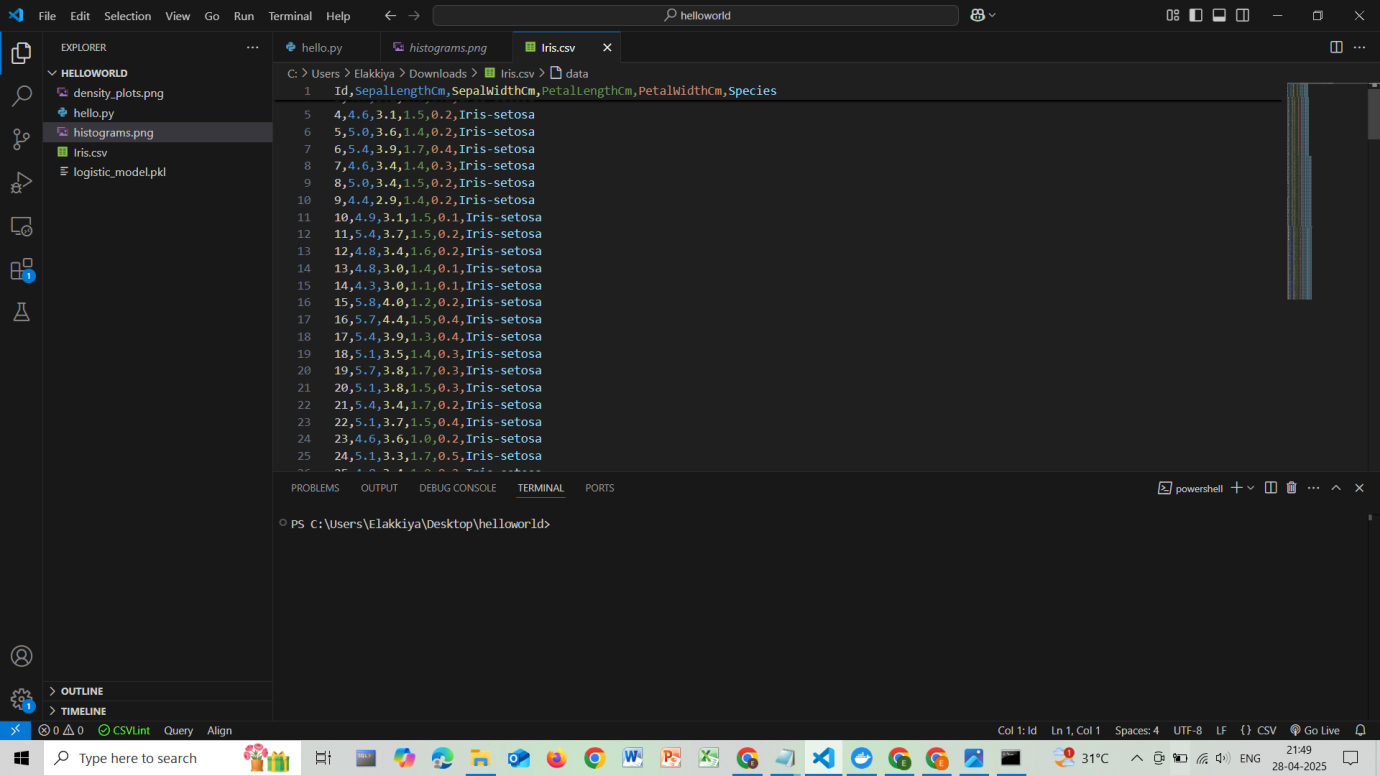 File Edit Selection View Go Run Terminal Help
helloworld
EXPLORER
HELLOWORLD
density_plots.png
hello.py
histograms.png
Iris.csv
logistic_model.pkl
OUTLINE
TIMELINE
hello.py histograms.png Iris.csv
C: > Users > Elakkiya > Downloads > Iris.csv > data
1 Id,SepalLengthCm,SepalWidthCm,PetalLengthCm,PetalWidthCm,Species
5 4,4.6,3.1,1.5,0.2,Iris-setosa
6 5,5.0,3.6,1.4,0.2,Iris-setosa
7 6,5.4,3.9,1.7,0.4,Iris-setosa
8 7,4.6,3.4,1.4,0.3,Iris-setosa
9 8,5.0,3.4,1.5,0.2,Iris-setosa
10 9,4.4,2.9,1.4,0.2,Iris-setosa
11 10,4.9,3.1,1.5,0.1,Iris-setosa
12 11,5.4,3.7,1.5,0.2,Iris-setosa
13 12,4.8,3.4,1.6,0.2,Iris-setosa
14 13,4.8,3.0,1.4,0.1,Iris-setosa
15 14,4.3,3.0,1.1,0.1,Iris-setosa
16 15,5.8,4.0,1.2,0.2,Iris-setosa
17 16,5.7,4.4,1.5,0.4,Iris-setosa
18 17,5.4,3.9,1.3,0.4,Iris-setosa
19 18,5.1,3.5,1.4,0.3,Iris-setosa
20 19,5.7,3.8,1.7,0.3,Iris-setosa
21 20,5.1,3.8,1.5,0.3,Iris-setosa
22 21,5.4,3.4,1.7,0.2,Iris-setosa
23 22,5.1,3.7,1.5,0.4,Iris-setosa
24 23,4.6,3.6,1.0,0.2,Iris-setosa
25 24,5.1,3.3,1.7,0.5,Iris-setosa
PROBLEMS OUTPUT DEBUG CONSOLE TERMINAL PORTS
powershell
PS C:\Users\Elakkiya\Desktop\helloworld>
0 0 CSVLint Query Align Col 1: Id Ln 1, Col 1 Spaces: 4 UTF-8 LF {} CSV Go Live
Type here to search 31°C ENG 21:49
28-04-2025